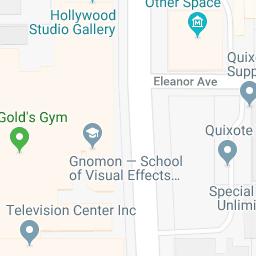 Hollywood
Studio Gallery
Other Space
Quixote
Supp
Eleanor Ave
Gold's Gym
Quixote
Gnomon — School
of Visual Effects...
Special
Unlimi
Television Center Inc